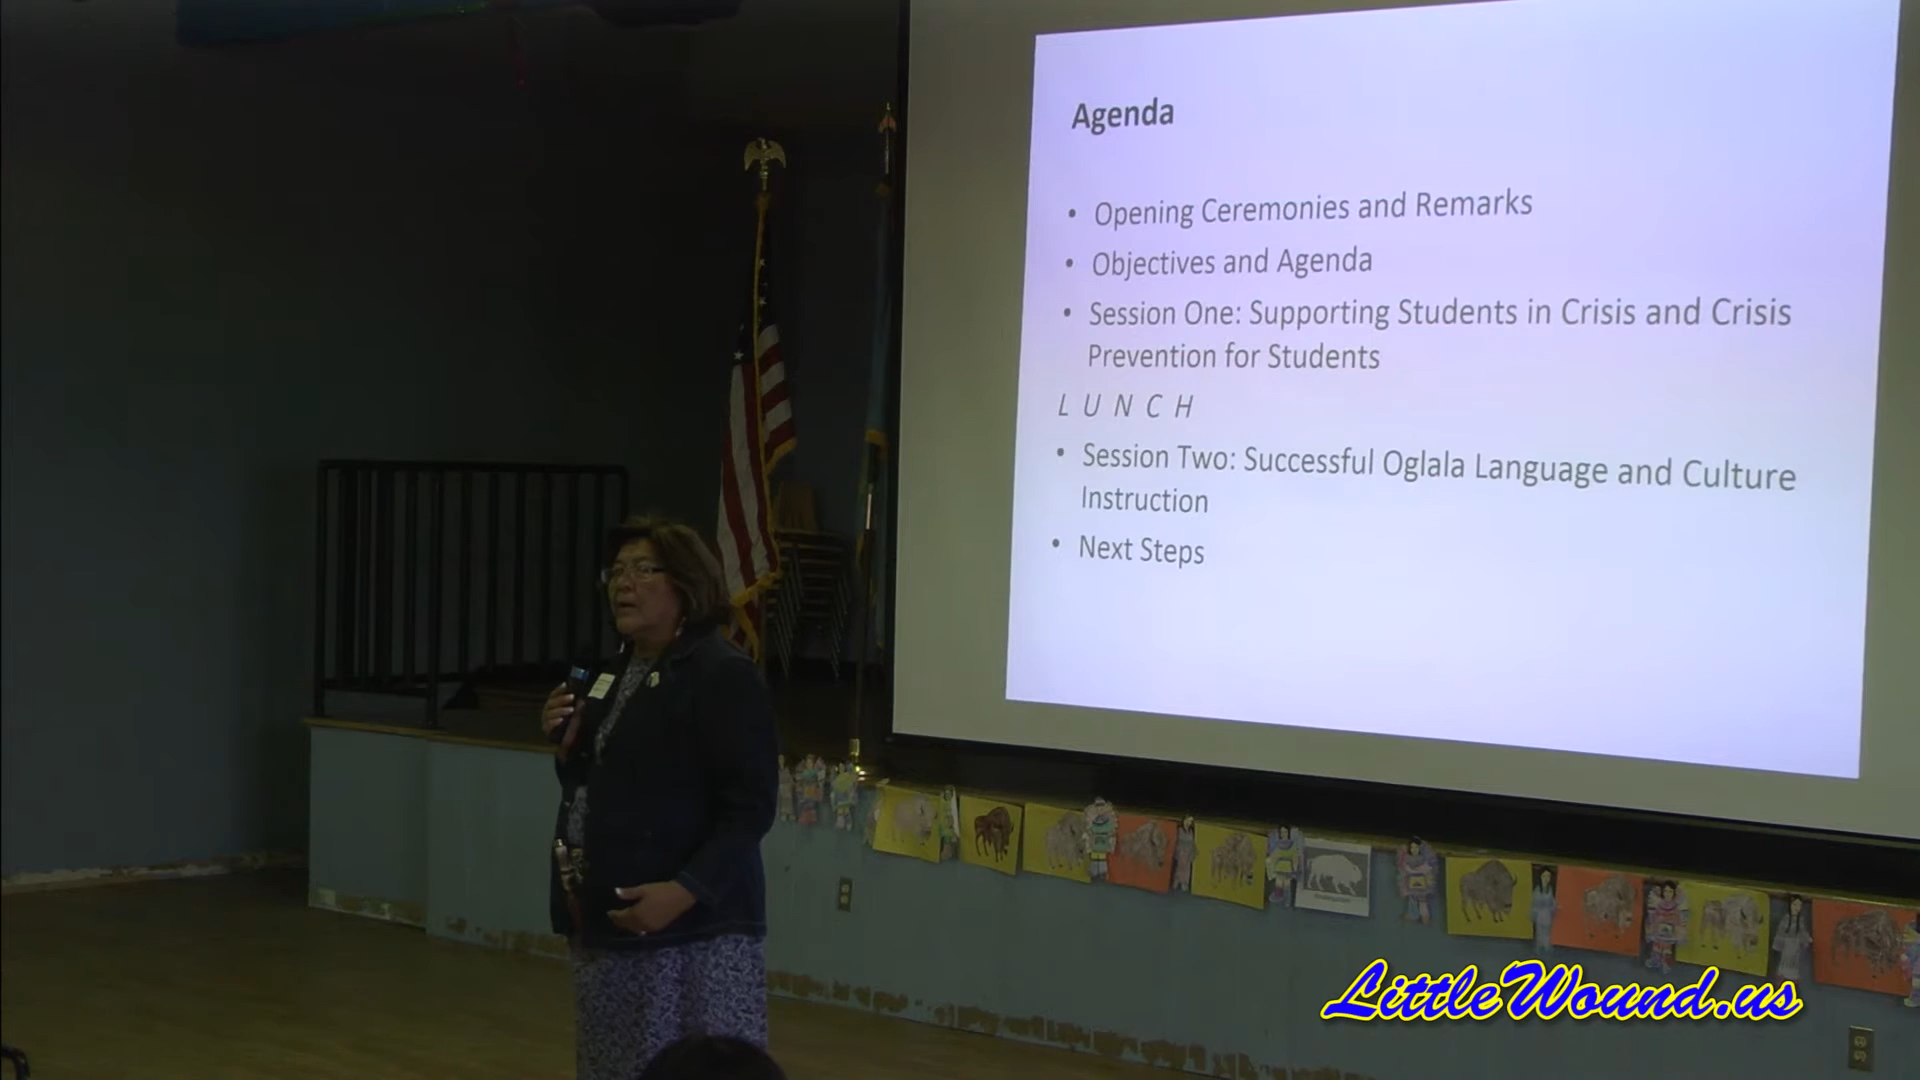 Agenda
• Opening Ceremonies and Remarks
• Objectives and Agenda
• Session One: Supporting Students in Crisis and Crisis
Prevention for Students
L U N C H
• Session Two: Successful Oglala Language and Culture
Instruction
• Next Steps
LittleWound.us